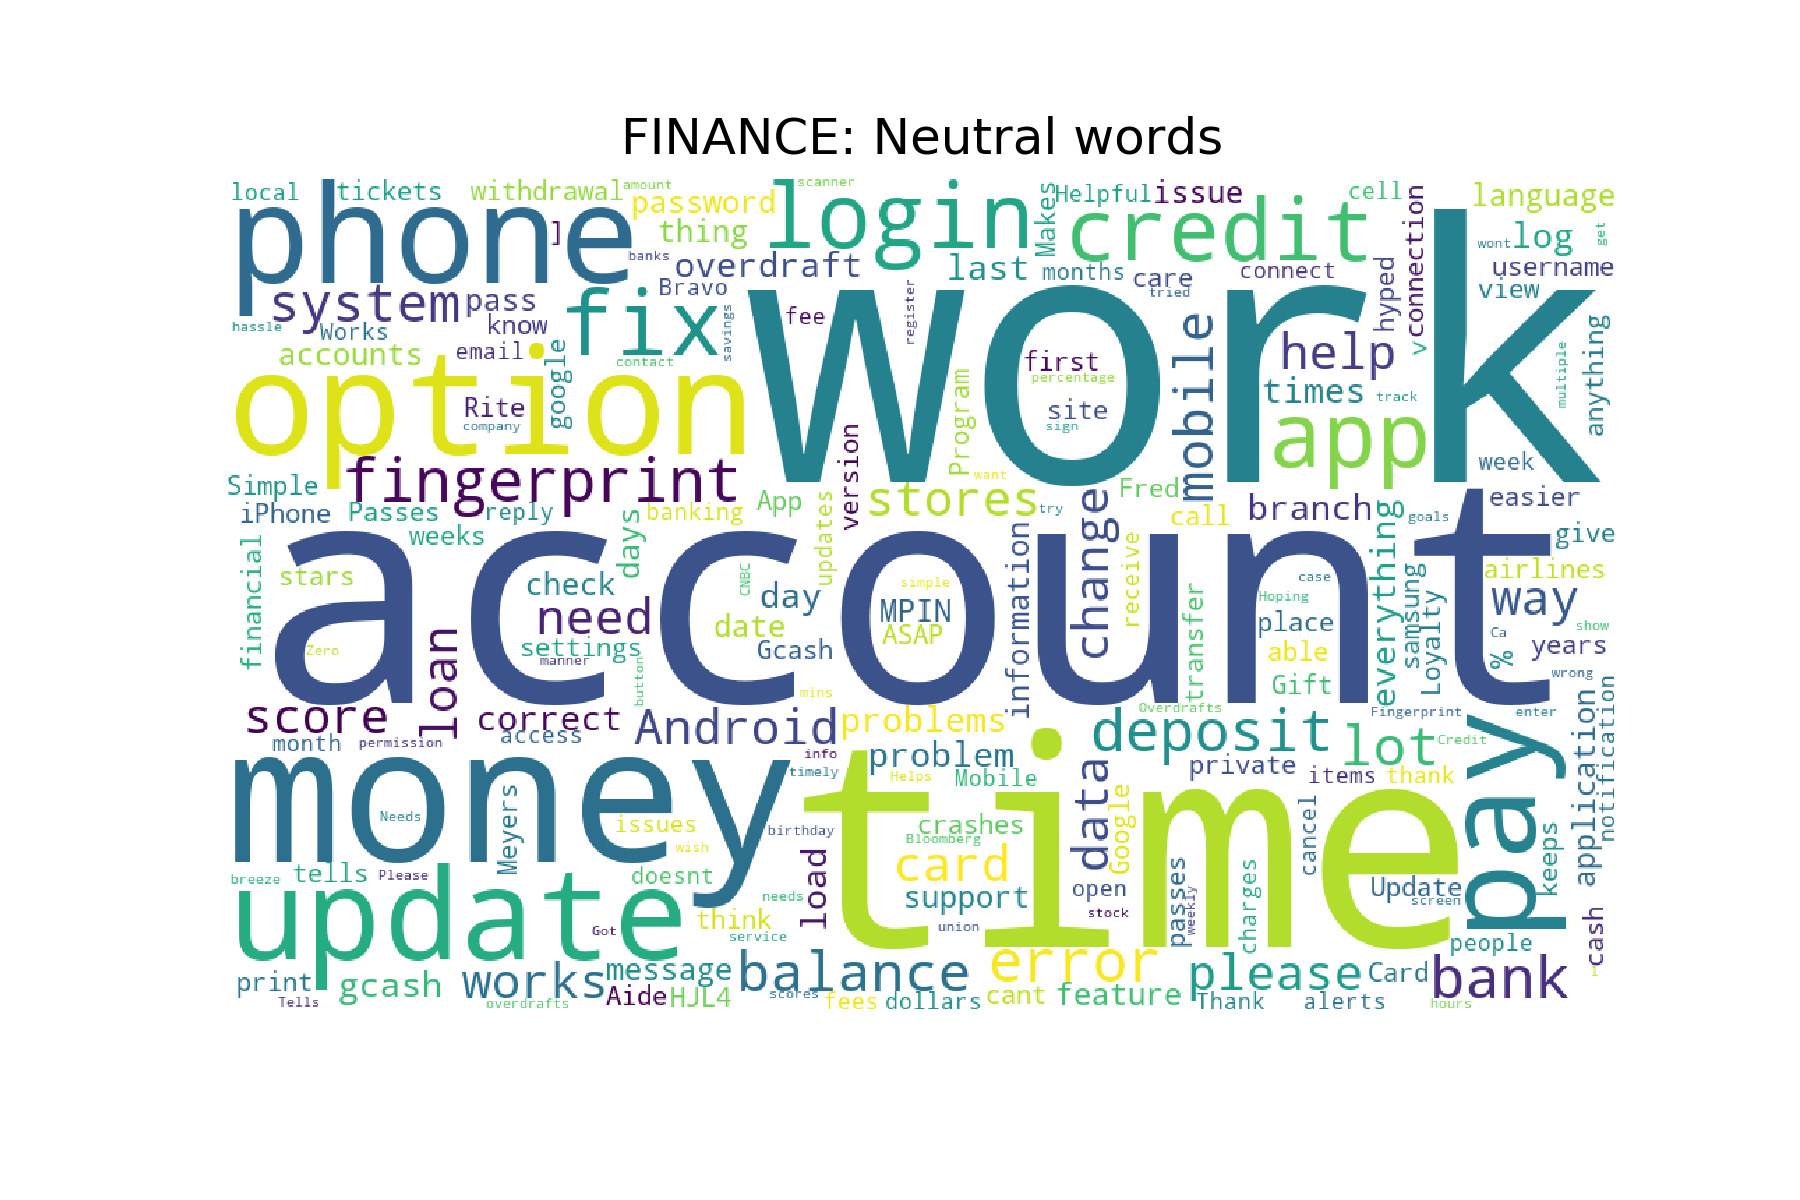 FINANCE: Neutral words
local
tickets
withdrawal
amount
scanner
Helpful
issue
cell
language
phone
password
login
Makes
credit
connection
work
log
wont
get
]
thing
banks
overdraft
last
months
care
connect
hyped
username
view
system
pass
Bravo
register
tried
hassle
Works
know
fix
savings
fee
v
anything
accounts
email
google
contact
first
mobile
help
multiple
option
Rite
company
percentage
Program
site
sign
times
track
app
fingerprint
version
want
week
Simple
iPhone
Passes
reply
banking
App
updates
stores
try
Fred
call
branch
goals
easier
weeks
days
account
information
change
receive
everything
give
financial
stars
check
CNBC
day
simple
MPIN
ASAP
case
Hoping
samsung
airlines
way
need
date
place
Loyalty
Ca
show
Zero
settings
Gcash
transfer
able
%
years
loan
manner
button
mins
Gift
wrong
score
correct
Android
problems
Overdrafts
Fingerprint
enter
month
permission
access
info
problem
deposit
lot
Credit
pay
application
notification
money
timely
Helps
Mobile
time
data
private
items
thank
Needs
Meyers
issues
birthday
crashes
Bloomberg
Google
cancel
wish
keeps
breeze
tells
Please
doesnt
load
card
update
needs
support
open
passes
weekly
charges
Update
screen
think
stock
Got
service
union
people
cash
print
gcash
works
message
balance
error
please
Card
bank
Tells
overdrafts
Aide
HJL4
scores
fees
dollars
cant
feature
Thank
alerts
hours